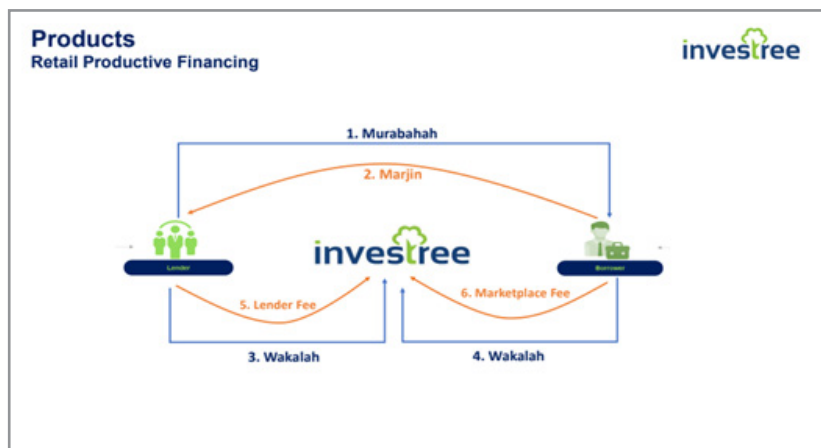 Products
Retail Productive Financing
investree
1. Murabahah
2. Marjin
investree
Lender
Borrower
5. Lender Fee
6. Marketplace Fee
3. Wakalah
4. Wakalah